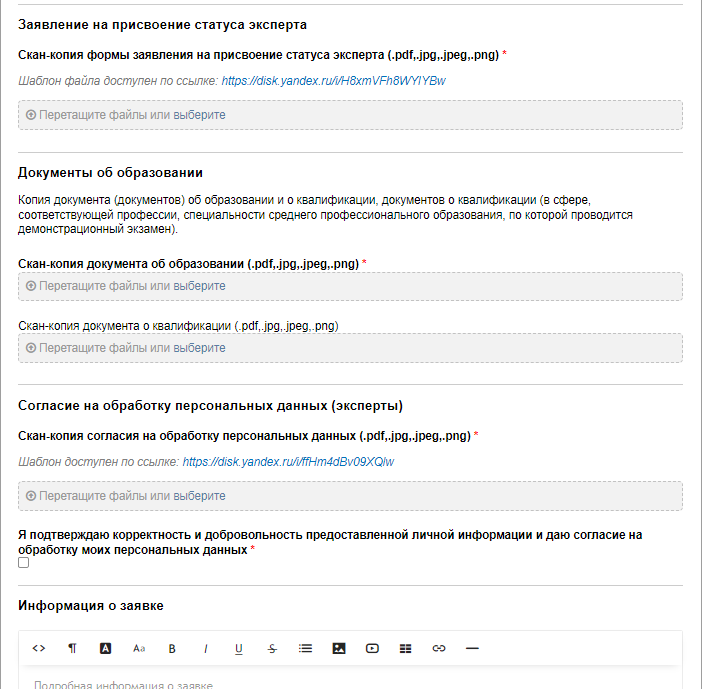 Заявление на присвоение статуса эксперта
Скан-копия формы заявления на присвоение статуса эксперта (.pdf,.jpg,.jpeg,.png) *
Шаблон файла доступен по ссылке: https://disk.yandex.ru/i/H8xmVFh8WYIYBw
Перетащите файлы или выберите
Документы об образовании
Копия документа (документов) об образовании и о квалификации, документов о квалификации (в сфере,
соответствующей профессии, специальности среднего профессионального образования, по которой проводится
демонстрационный экзамен).
Скан-копия документа об образовании (.pdf,.jpg,.jpeg,.png) *
Перетащите файлы или выберите
Скан-копия документа о квалификации (.pdf,.jpg,.jpeg,.png)
Перетащите файлы или выберите
Согласие на обработку персональных данных (эксперты)
Скан-копия согласия на обработку персональных данных (.pdf,.jpg,.jpeg,.png) *
Шаблон доступен по ссылке: https://disk.yandex.ru/i/ffHm4dBv09XQlw
Перетащите файлы или выберите
Я подтверждаю корректность и добровольность предоставленной личной информации и даю согласие на
обработку моих персональных данных *
Информация о заявке
<> ¶ A Aa B I U S
Подробная информация о заявке